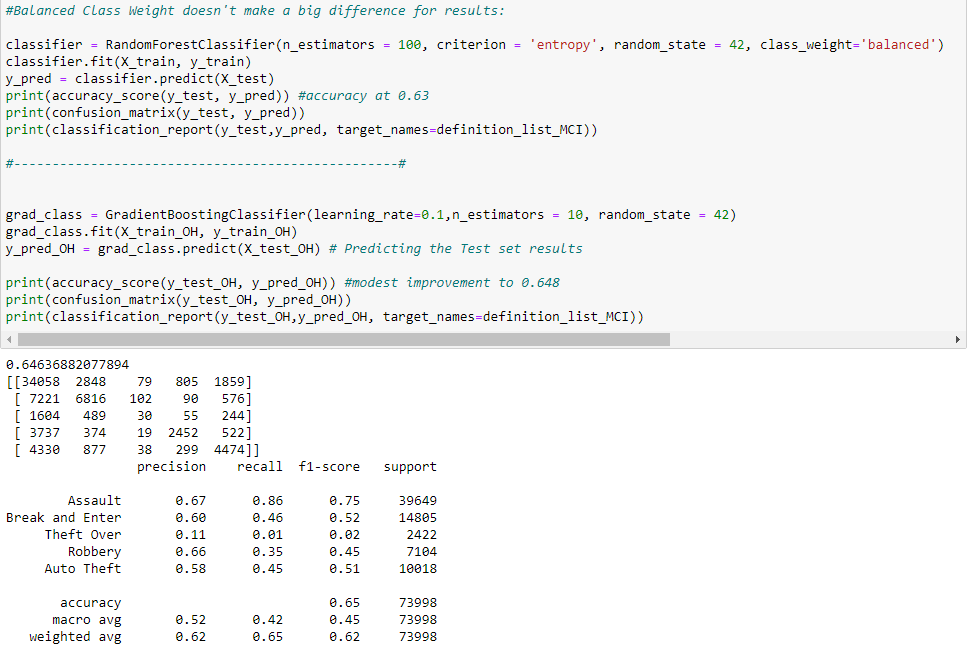 #Balanced Class Weight doesn't make a big difference for results:
classifier = RandomForestClassifier(n_estimators = 100, criterion = 'entropy', random_state = 42, class_weight='balanced')
classifier.fit(X_train, y_train)
y_pred = classifier.predict(X_test)
print(accuracy_score(y_test, y_pred)) #accuracy at 0.63
print(confusion_matrix(y_test, y_pred))
print(classification_report(y_test,y_pred, target_names=definition_list_MCI))
#--------------------------------------------------#
grad_class = GradientBoostingClassifier(learning_rate=0.1,n_estimators = 10, random_state = 42)
grad_class.fit(X_train_OH, y_train_OH)
y_pred_OH = grad_class.predict(X_test_OH) # Predicting the Test set results
print(accuracy_score(y_test_OH, y_pred_OH)) #modest improvement to 0.648
print(confusion_matrix(y_test_OH, y_pred_OH))
print(classification_report(y_test_OH,y_pred_OH, target_names=definition_list_MCI))
0.64636882077894
[[34058 2848 79 805 1859]
[ 7221 6816 102 90 576]
[ 1604 489 30 55 244]
[ 3737 374 19 2452 522]
[ 4330 877 38 299 4474]]
precision recall f1-score support
Assault 0.67 0.86 0.75 39649
Break and Enter 0.60 0.46 0.52 14805
Theft Over 0.11 0.01 0.02 2422
Robbery 0.66 0.35 0.45 7104
Auto Theft 0.58 0.45 0.51 10018
accuracy 0.65 73998
macro avg 0.52 0.42 0.45 73998
weighted avg 0.62 0.65 0.62 73998